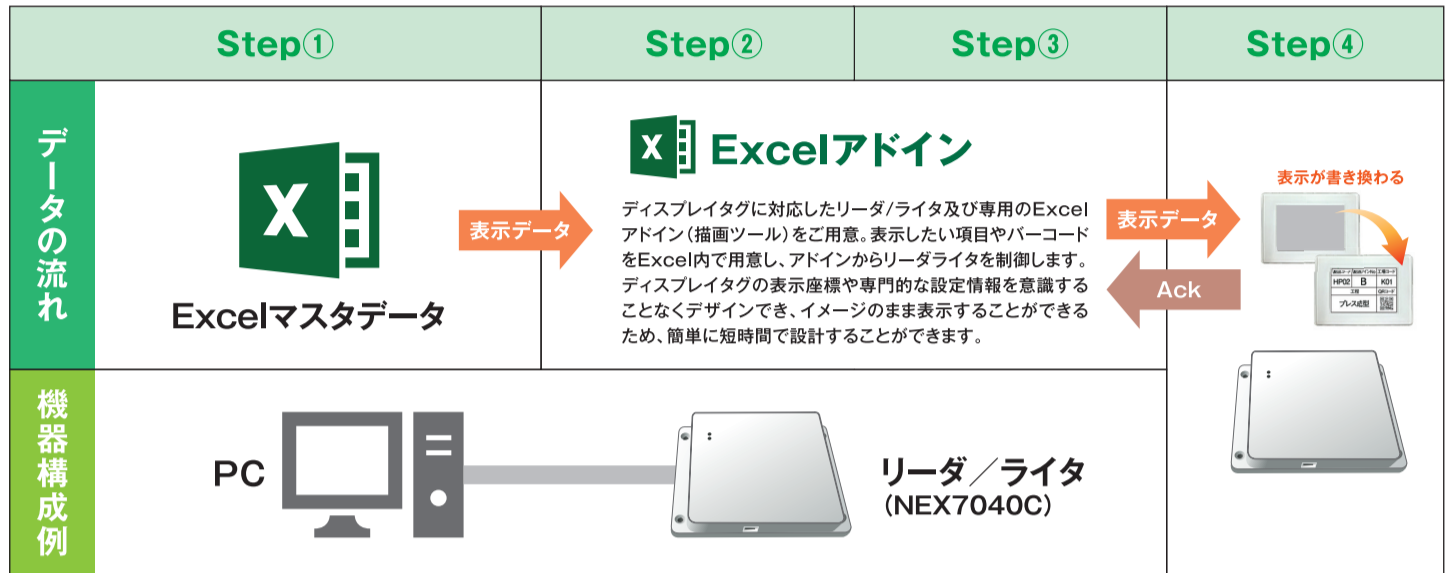 Step①
Step②
Step③
Step④
データの流れ
Excelマスタデータ
表示データ
Excelアドイン
ディスプレイタグに対応したリーダ/ライタ及び専用のExcel
アドイン(描画ツール)をご用意。表示したい項目やバーコード
をExcel内で用意し、アドインからリーダライタを制御します。
ディスプレイタグの表示座標や専門的な設定情報を意識する
ことなくデザインでき、イメージのまま表示することができる
ため、簡単に短時間で設計することができます。
表示データ
Ack
表示が書き換わる
HP02 B K01
工程
プレス成型
機器構成例
PC
リーダ/ライタ
(NEX7040C)